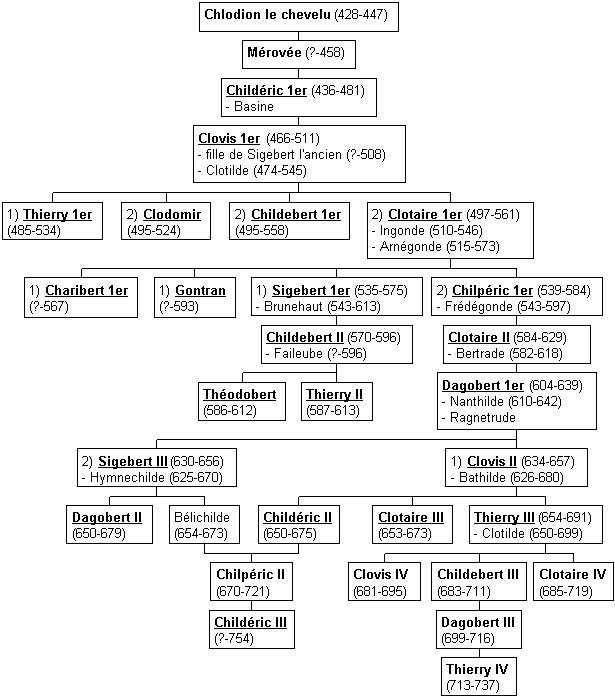 Chlodion le chevelu (428-447)
Mérovée (?-458)
Childéric 1er (436-481)
- Basine
Clovis 1er (466-511)
- fille de Sigebert l'ancien (?-508)
- Clotilde (474-545)
1) Thierry 1er
(485-534)
2) Clodomir
(495-524)
2) Childebert 1er
(495-558)
2) Clotaire 1er (497-561)
- Ingonde (510-546)
- Arnégonde (515-573)
1) Charibert 1er
(?-567)
1) Gontran
(?-593)
1) Sigebert 1er (535-575)
- Brunehaut (543-613)
2) Chilpéric 1er (539-584)
- Frédégonde (543-597)
Childebert II (570-596)
- Faileube (?-596)
Clotaire II (584-629)
- Bertrade (582-618)
Théodobert
(586-612)
Thierry II
(587-613)
Dagobert 1er (604-639)
- Nanthilde (610-642)
- Ragnetrude
2) Sigebert III (630-656)
- Hymnechilde (625-670)
1) Clovis II (634-657)
- Bathilde (626-680)
Dagobert II
(650-679)
Bélichilde
(654-673)
Childéric II
(650-675)
Clotaire III
(653-673)
Thierry III (654-691)
- Clotilde (650-699)
Chilpéric II
(670-721)
Clovis IV
(681-695)
Childebert III
(683-711)
Clotaire IV
(685-719)
Childéric III
(?-754)
Dagobert III
(699-716)
Thierry IV
(713-737)